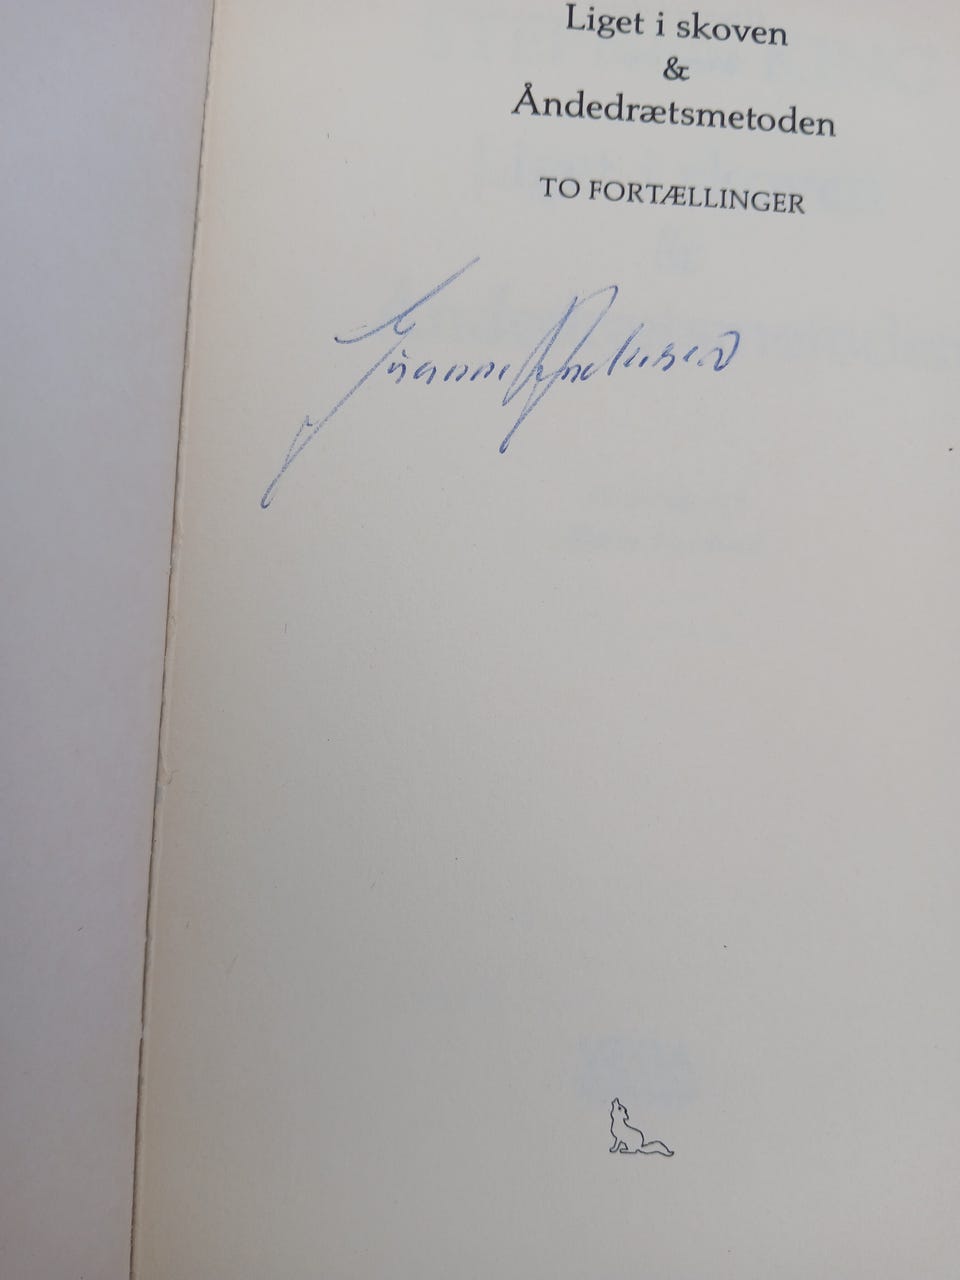 Liget i skoven
&
Åndedrætsmetoden
TO FORTÆLLINGER